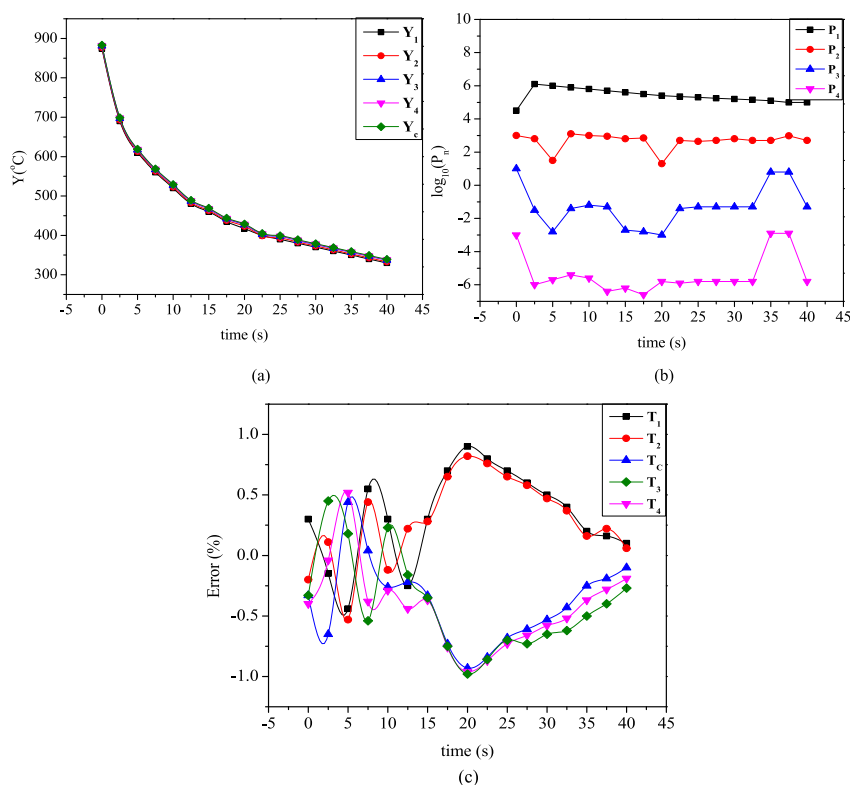 Y₁
Y₂
Y₃
Y₄
Y_c
900
800
700
600
500
400
300
Y(°C)
-5 0 5 10 15 20 25 30 35 40 45
time (s)
(a)
P₁
P₂
P₃
P₄
10
8
6
4
2
0
-2
-4
-6
log₁₀(Pₙ)
-5 0 5 10 15 20 25 30 35 40 45
time (s)
(b)
T₁
T₂
T_C
T₃
T₄
1.0
0.5
0.0
-0.5
-1.0
Error (%)
-5 0 5 10 15 20 25 30 35 40 45
time (s)
(c)